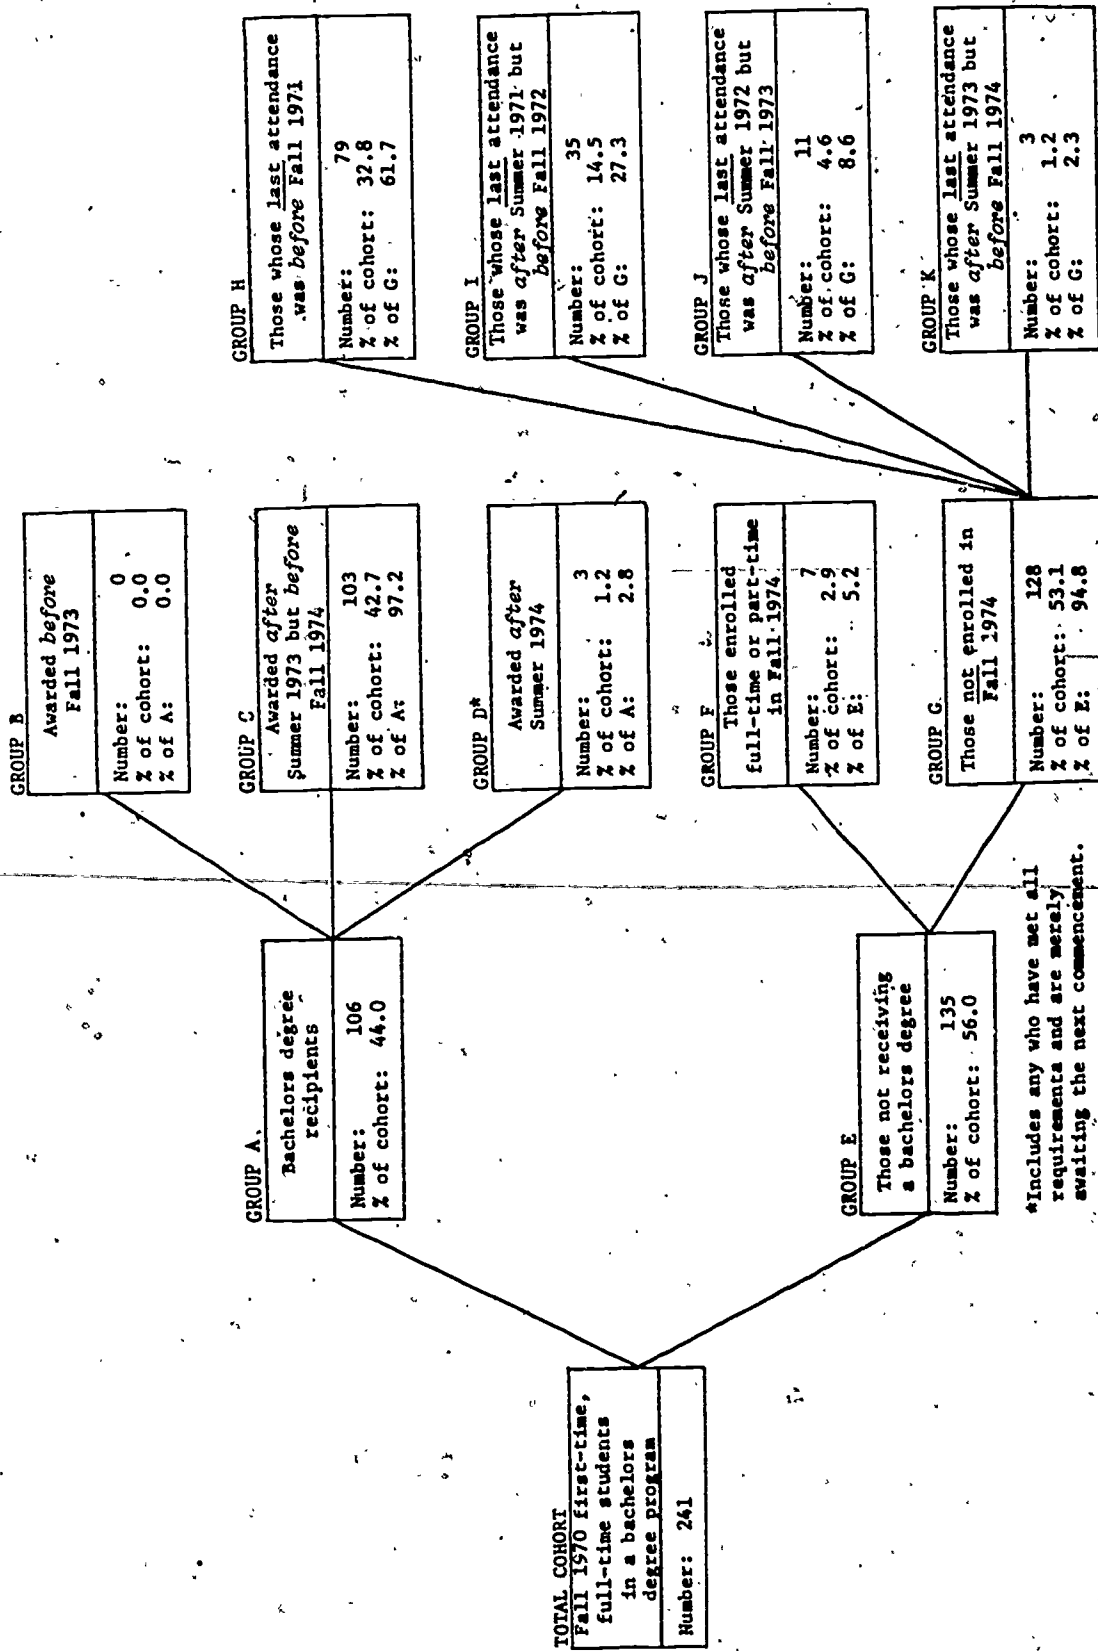 TOTAL COHORT
Fall 1970 first-time,
full-time students
in a bachelors
degree program
Number: 241
GROUP A
Bachelors degree
recipients
Number: 106
% of cohort: 44.0
GROUP E
Those not receiving
a bachelors degree
Number: 135
% of cohort: 56.0
*Includes any who have met all
requirements and are merely
awaiting the next commencement.
GROUP B
Awarded before
Fall 1973
Number: 0
% of cohort: 0.0
% of A: 0.0
GROUP C
Awarded after
Summer 1973 but before
Fall 1974
Number: 103
% of cohort: 42.7
% of A: 97.2
GROUP D*
Awarded after
Summer 1974
Number: 3
% of cohort: 1.2
% of A: 2.8
GROUP F
Those enrolled
full-time or part-time
in Fall 1974
Number: 7
% of cohort: 2.9
% of E: 5.2
GROUP G
Those not enrolled in
Fall 1974
Number: 128
% of cohort: 53.1
% of E: 94.8
GROUP H
Those whose last attendance
was before Fall 1971
Number: 79
% of cohort: 32.8
% of G: 61.7
GROUP I
Those whose last attendance
was after Summer 1971 but
before Fall 1972
Number: 35
% of cohort: 14.5
% of G: 27.3
GROUP J
Those whose last attendance
was after Summer 1972 but
before Fall 1973
Number: 11
% of cohort: 4.6
% of G: 8.6
GROUP K
Those whose last attendance
was after Summer 1973 but
before Fall 1974
Number: 3
% of cohort: 1.2
% of G: 2.3